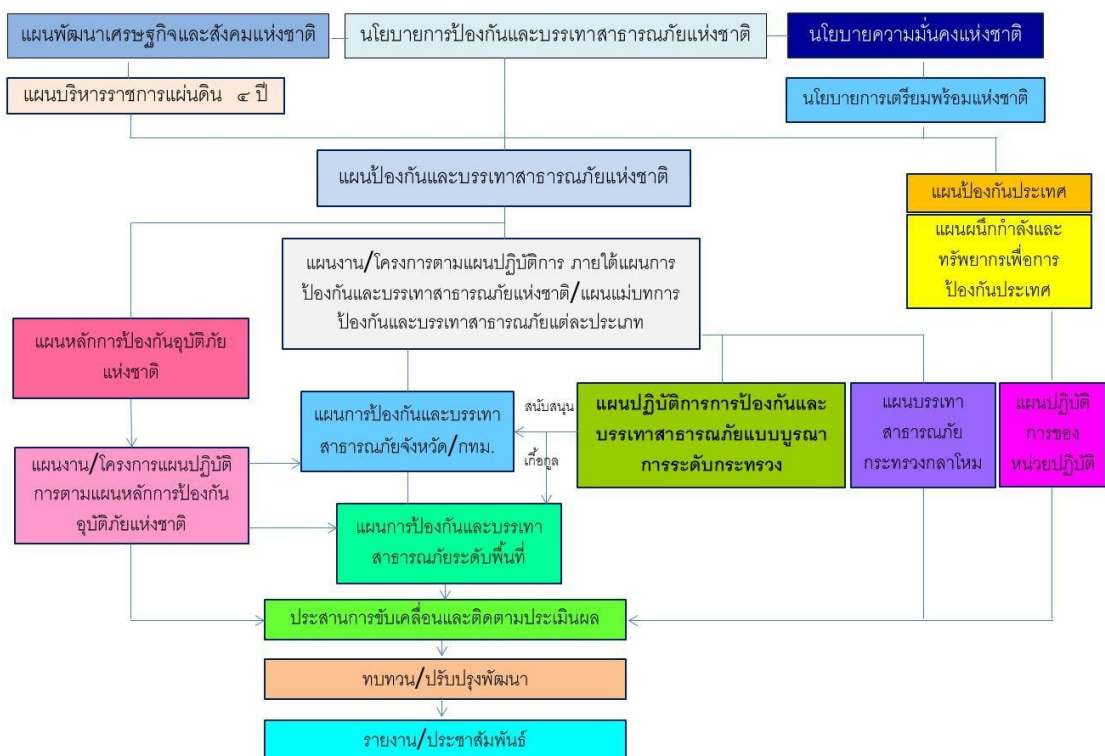 แผนพัฒนาเศรษฐกิจและสังคมแห่งชาติ
นโยบายการป้องกันและบรรเทาสาธารณภัยแห่งชาติ
นโยบายความมั่นคงแห่งชาติ
แผนบริหารราชการแผ่นดิน ๔ ปี
นโยบายการเตรียมพร้อมแห่งชาติ
แผนป้องกันและบรรเทาสาธารณภัยแห่งชาติ
แผนป้องกันประเทศ
แผนผนึกกำลังและ
ทรัพยากรเพื่อการ
ป้องกันประเทศ
แผนงาน/โครงการตามแผนปฏิบัติการ ภายใต้แผนการ
ป้องกันและบรรเทาสาธารณภัยแห่งชาติ/แผนแม่บทการ
ป้องกันและบรรเทาสาธารณภัยแต่ละประเภท
แผนหลักการป้องกันอุบัติภัย
แห่งชาติ
แผนการป้องกันและบรรเทา
สาธารณภัยจังหวัด/กทม.
สนับสนุน
เกื้อกูล
แผนปฏิบัติการการป้องกันและ
บรรเทาสาธารณภัยแบบบูรณา
การระดับกระทรวง
แผนบรรเทา
สาธารณภัย
กระทรวงกลาโหม
แผนปฏิบัติ
การของ
หน่วยปฏิบัติ
แผนงาน/โครงการแผนปฏิบัติ
การตามแผนหลักการป้องกัน
อุบัติภัยแห่งชาติ
แผนการป้องกันและบรรเทา
สาธารณภัยระดับพื้นที่
ประสานการขับเคลื่อนและติดตามประเมินผล
ทบทวน/ปรับปรุงพัฒนา
รายงาน/ประชาสัมพันธ์